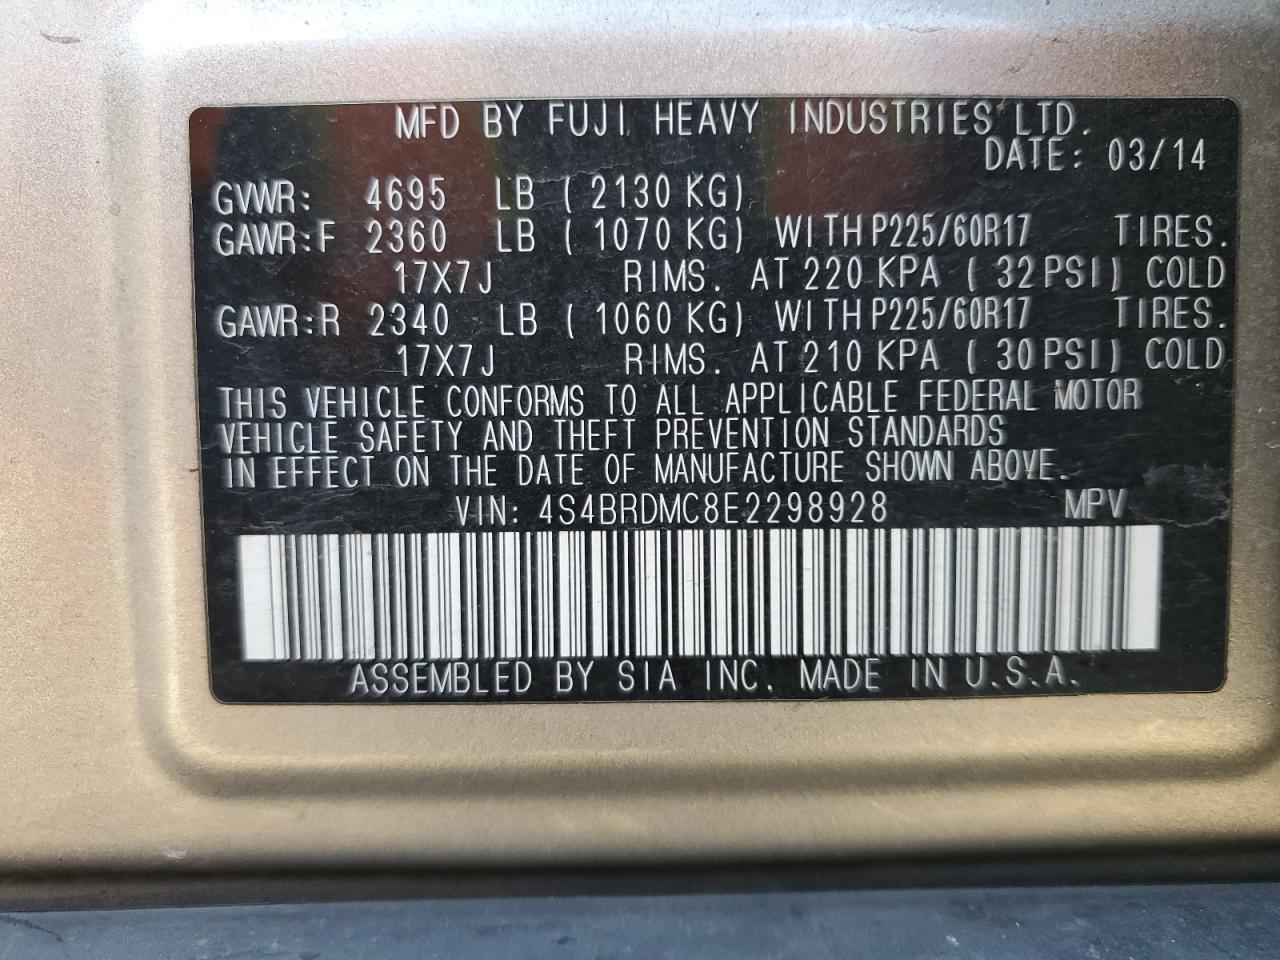 MFD BY FUJI HEAVY INDUSTRIES LTD.
DATE: 03/14
GVWR: 4695 LB ( 2130 KG)
GAWR:F 2360 LB ( 1070 KG) WITH P225/60R17 TIRES.
17X7J RIMS. AT 220 KPA ( 32 PSI) COLD
GAWR:R 2340 LB ( 1060 KG) WITH P225/60R17 TIRES.
17X7J RIMS. AT 210 KPA ( 30 PSI) COLD
THIS VEHICLE CONFORMS TO ALL APPLICABLE FEDERAL MOTOR
VEHICLE SAFETY AND THEFT PREVENTION STANDARDS
IN EFFECT ON THE DATE OF MANUFACTURE SHOWN ABOVE.
VIN: 4S4BRDMC8E2298928 MPV
ASSEMBLED BY SIA INC. MADE IN U.S.A.